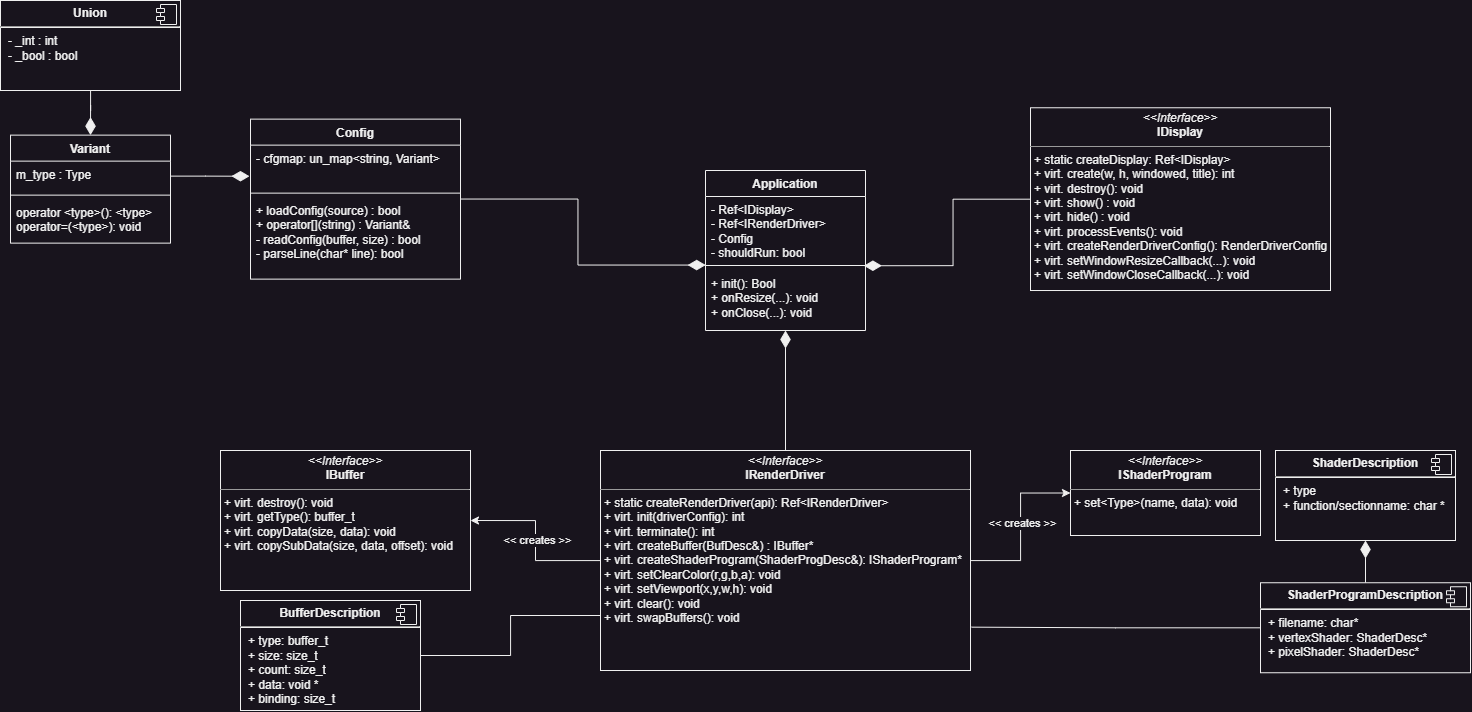 Union
- _int : int
- _bool : bool
Variant
m_type : Type
operator <type>(): <type>
operator=(<type>): void
Config
- cfgmap: un_map<string, Variant>
+ loadConfig(source) : bool
+ operator[](string) : Variant&
- readConfig((buffer, size) : bool
- parseLine(char* line): bool
Application
- Ref<IDisplay>
- Ref<IRenderDriver>
- Config
- shouldRun: bool
+ init(): Bool
+ onResize(...): void
+ onClose(...): void
<<Interface>>
IDisplay
+ static createDisplay: Ref<IDisplay>
+ virt. create(w, h, windowed, title): int
+ virt. destroy(): void
+ virt. show() : void
+ virt. hide() : void
+ virt. processEvents(): void
+ virt. createRenderDriverConfig(): RenderDriverConfig
+ virt. setWindowResizeCallback(...): void
+ virt. setWindowCloseCallback(...): void
<<Interface>>
IBuffer
+ virt. destroy(): void
+ virt. getType(): buffer_t
+ virt. copyData(size, data): void
+ virt. copySubData(size, data, offset): void
<< creates >>
BufferDescription
+ type: buffer_t
+ size: size_t
+ count: size_t
+ data: void *
+ binding: size_t
<<Interface>>
IRenderDriver
+ static createRenderDriver(api): Ref<IRenderDriver>
+ virt. init(driverConfig): int
+ virt. terminate(): int
+ virt. createBuffer(BufDesc&) : IBuffer*
+ virt. createShaderProgram(ShaderProgDesc&): IShaderProgram*
+ virt. setClearColor(r,g,b,a): void
+ virt. setViewport(x,y,w,h): void
+ virt. clear(): void
+ virt. swapBuffers(): void
<< creates >>
<<Interface>>
IShaderProgram
+ set<Type>(name, data): void
ShaderDescription
+ type
+ function/sectionname: char *
ShaderProgramDescription
+ filename: char*
+ vertexShader: ShaderDesc*
+ pixelShader: ShaderDesc*